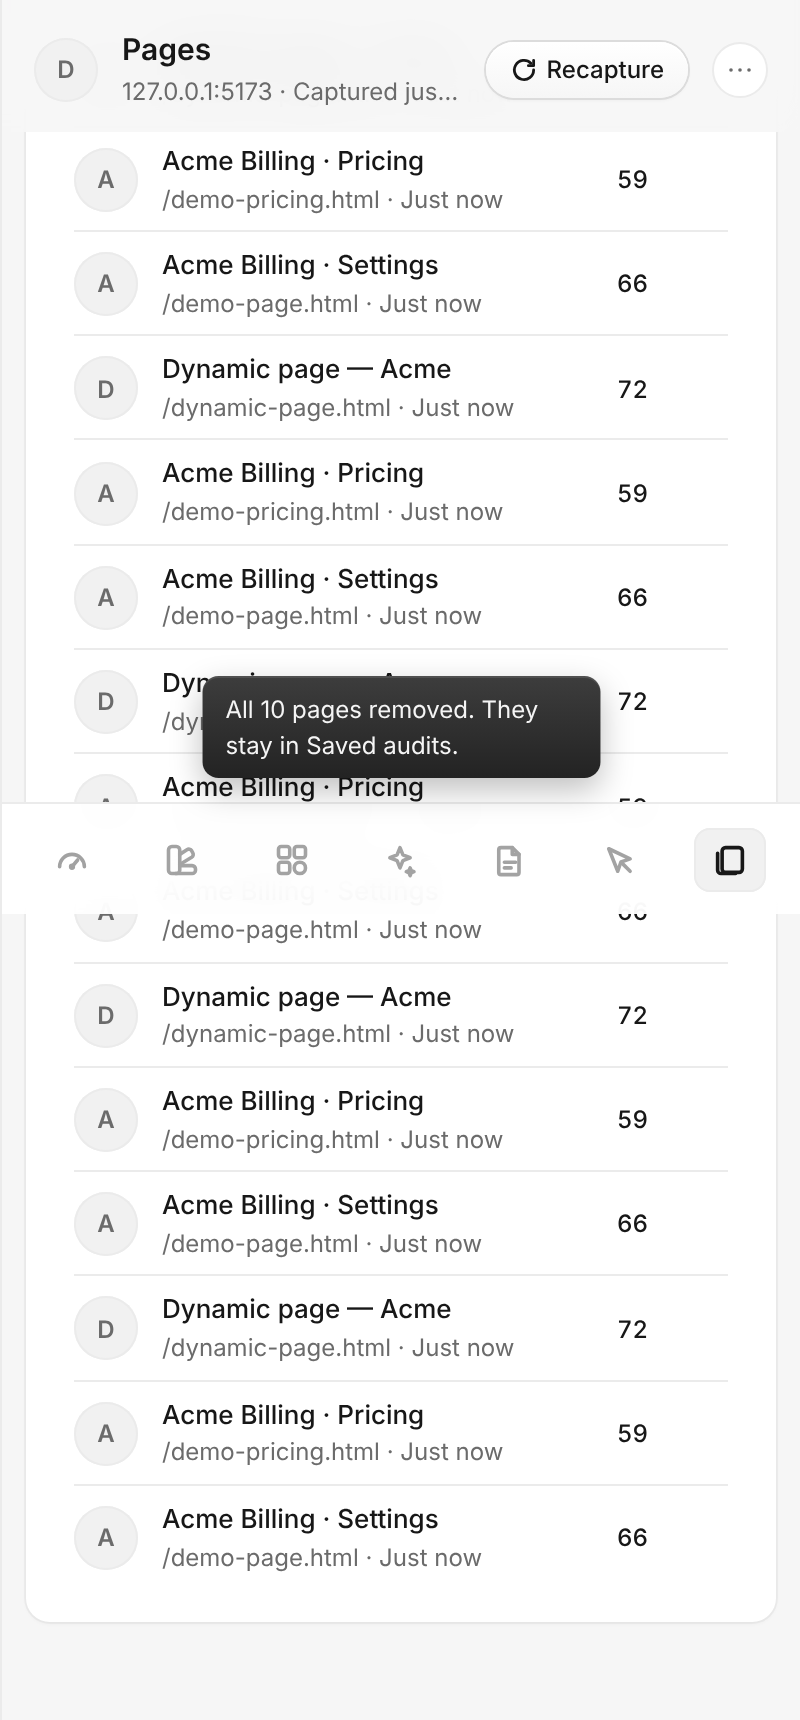 D
Pages
127.0.0.1:5173 · Captured jus...
Recapture
A
Acme Billing · Pricing
/demo-pricing.html · Just now
59
A
Acme Billing · Settings
/demo-page.html · Just now
66
D
Dynamic page — Acme
/dynamic-page.html · Just now
72
A
Acme Billing · Pricing
/demo-pricing.html · Just now
59
A
Acme Billing · Settings
/demo-page.html · Just now
66
D
72
All 10 pages removed. They
stay in Saved audits.
Acme Billing · Pricing
Acme Billing · Settings
/demo-page.html · Just now
D
Dynamic page — Acme
/dynamic-page.html · Just now
72
A
Acme Billing · Pricing
/demo-pricing.html · Just now
59
A
Acme Billing · Settings
/demo-page.html · Just now
66
D
Dynamic page — Acme
/dynamic-page.html · Just now
72
A
Acme Billing · Pricing
/demo-pricing.html · Just now
59
A
Acme Billing · Settings
/demo-page.html · Just now
66